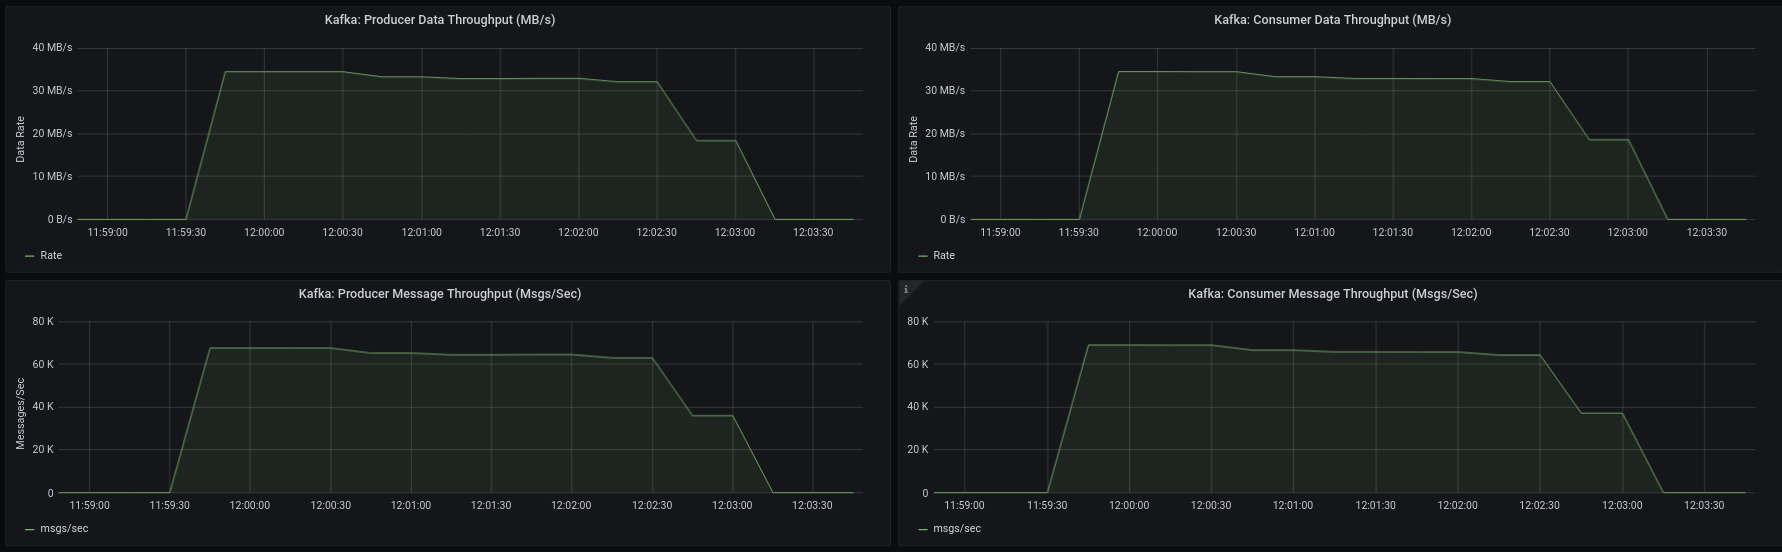 Kafka: Producer Data Throughput (MB/s)
40 MB/s
30 MB/s
20 MB/s
10 MB/s
0 B/s
Data Rate
11:59:00 11:59:30 12:00:00 12:00:30 12:01:00 12:01:30 12:02:00 12:02:30 12:03:00 12:03:30
Rate
Kafka: Consumer Data Throughput (MB/s)
40 MB/s
30 MB/s
20 MB/s
10 MB/s
0 B/s
Data Rate
11:59:00 11:59:30 12:00:00 12:00:30 12:01:00 12:01:30 12:02:00 12:02:30 12:03:00 12:03:30
Rate
Kafka: Producer Message Throughput (Msgs/Sec)
80 K
60 K
40 K
20 K
0
Messages/Sec
11:59:00 11:59:30 12:00:00 12:00:30 12:01:00 12:01:30 12:02:00 12:02:30 12:03:00 12:03:30
msgs/sec
i
Kafka: Consumer Message Throughput (Msgs/Sec)
80 K
60 K
40 K
20 K
0
11:59:00 11:59:30 12:00:00 12:00:30 12:01:00 12:01:30 12:02:00 12:02:30 12:03:00 12:03:30
msgs/sec